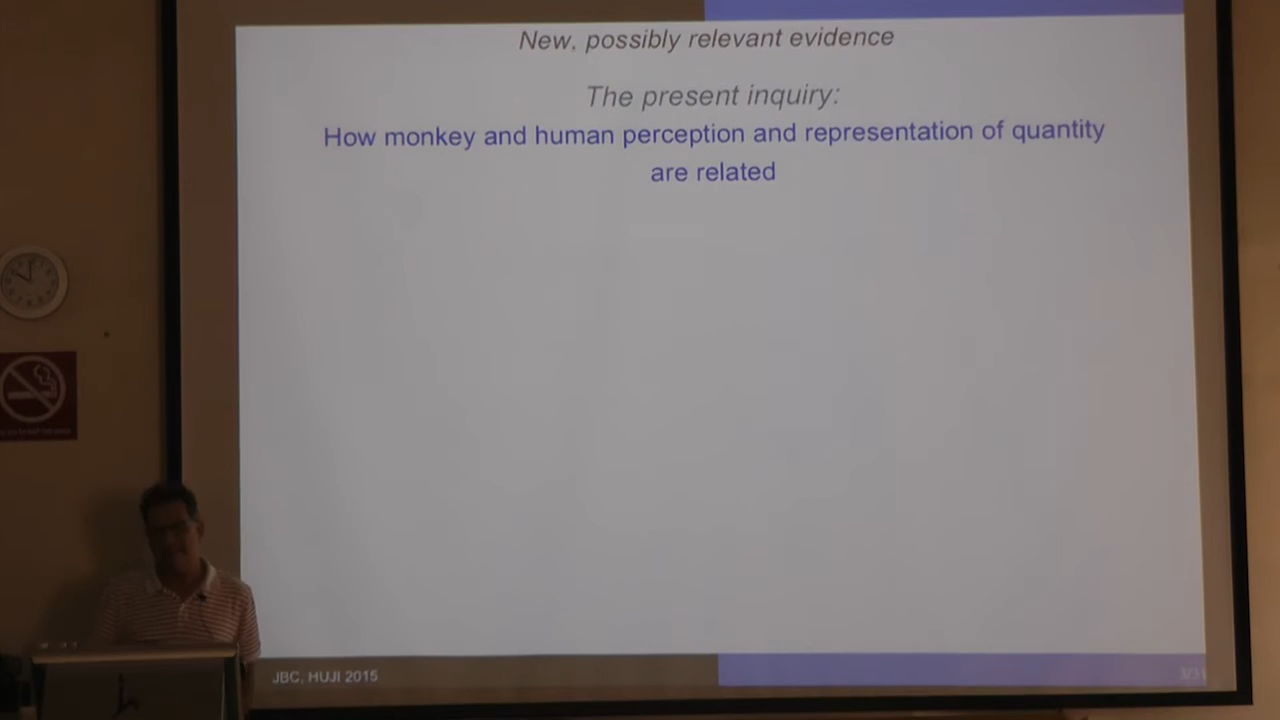 New, possibly relevant evidence
The present inquiry:
How monkey and human perception and representation of quantity
are related
JBC, HUJI 2015